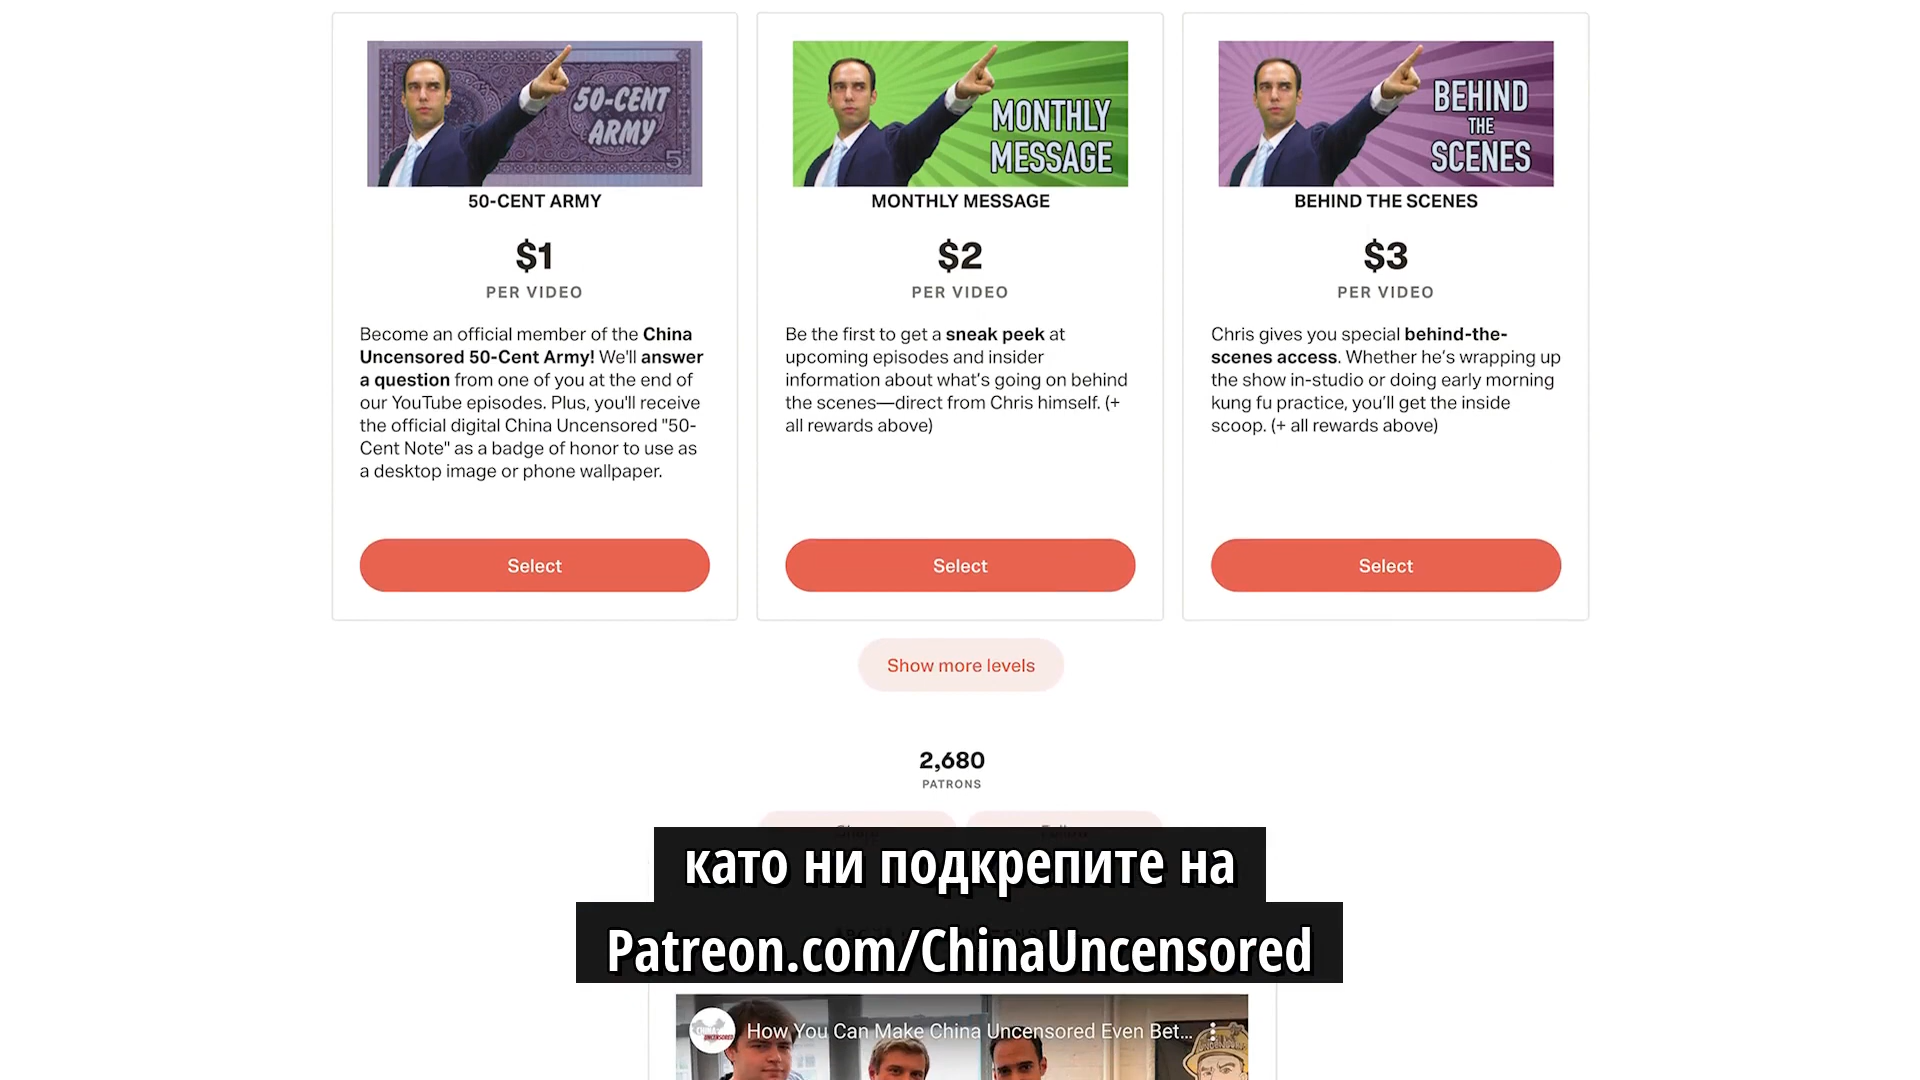 50-CENT
ARMY
5
50-CENT ARMY
$1
PER VIDEO
Become an official member of the China
Uncensored 50-Cent Army! We'll answer
a question from one of you at the end of
our YouTube episodes. Plus, you'll receive
the official digital China Uncensored "50-
Cent Note" as a badge of honor to use as
a desktop image or phone wallpaper.
Select
MONTHLY
MESSAGE
MONTHLY MESSAGE
$2
PER VIDEO
Be the first to get a sneak peek at
upcoming episodes and insider
information about what's going on behind
the scenes—direct from Chris himself. (+
all rewards above)
Select
BEHIND
THE
SCENES
BEHIND THE SCENES
$3
PER VIDEO
Chris gives you special behind-the-
scenes access. Whether he's wrapping up
the show in-studio or doing early morning
kung fu practice, you'll get the inside
scoop. (+ all rewards above)
Select
Show more levels
2,680
PATRONS
като ни подкрепите на
Patreon.com/ChinaUncensored
How You Can Make China Uncensored Even Bet...